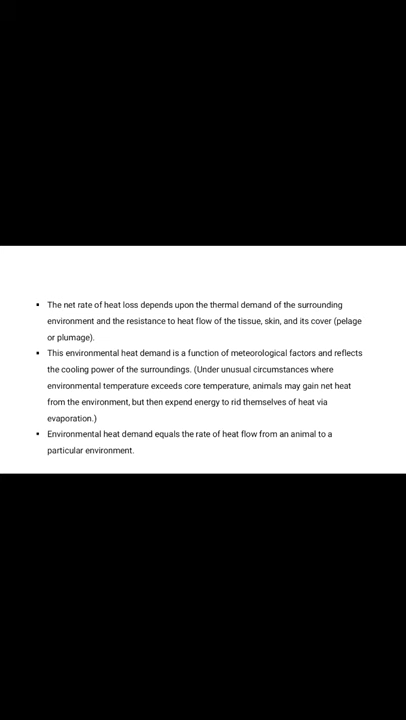 ▪ The net rate of heat loss depends upon the thermal demand of the surrounding
environment and the resistance to heat flow of the tissue, skin, and its cover (pelage
or plumage).
▪ This environmental heat demand is a function of meteorological factors and reflects
the cooling power of the surroundings. (Under unusual circumstances where
environmental temperature exceeds core temperature, animals may gain net heat
from the environment, but then expend energy to rid themselves of heat via
evaporation.)
▪ Environmental heat demand equals the rate of heat flow from an animal to a
particular environment.